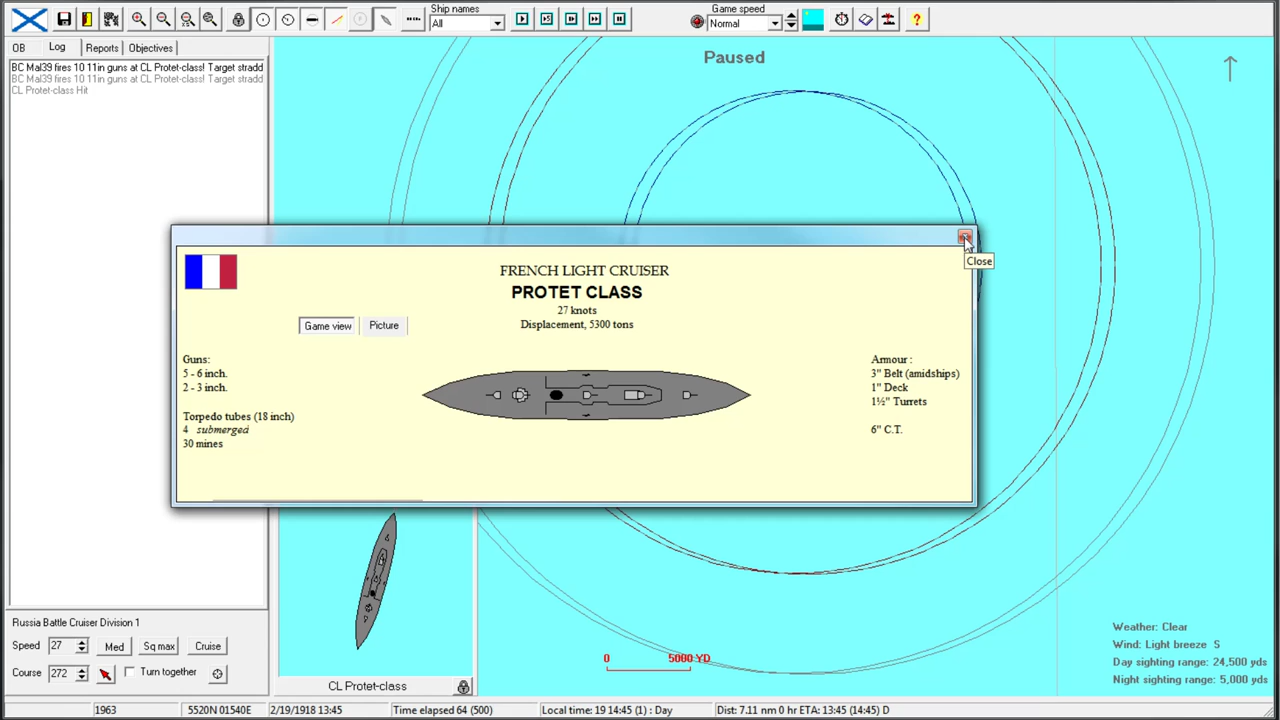 Ship names
All
Game speed
Normal
OB
Log
Reports
Objectives
BC Mal39 fires 10 11in guns at CL Protet-class! Target stradd
BC Mal39 fires 10 11in guns at CL Protet-class! Target stradd
CL Protet-class Hit
Paused
Close
FRENCH LIGHT CRUISER
PROTET CLASS
27 knots
Displacement, 5300 tons
Game view
Picture
Guns:
5 - 6 inch.
2 - 3 inch.
Torpedo tubes (18 inch)
4 submerged
30 mines
Armour :
3" Belt (amidships)
1" Deck
1½" Turrets
6" C.T.
Russia Battle Cruiser Division 1
Speed 27 Med Sq max Cruise
Course 272 Turn together
CL Protet-class
0 5000 YD
Weather: Clear
Wind: Light breeze S
Day sighting range: 24,500 yds
Night sighting range: 5,000 yds
1963
5520N 01540E
2/19/1918 13:45
Time elapsed 64 (500)
Local time: 19 14:45 (1) : Day
Dist: 7.11 nm 0 hr ETA: 13:45 (14:45) D